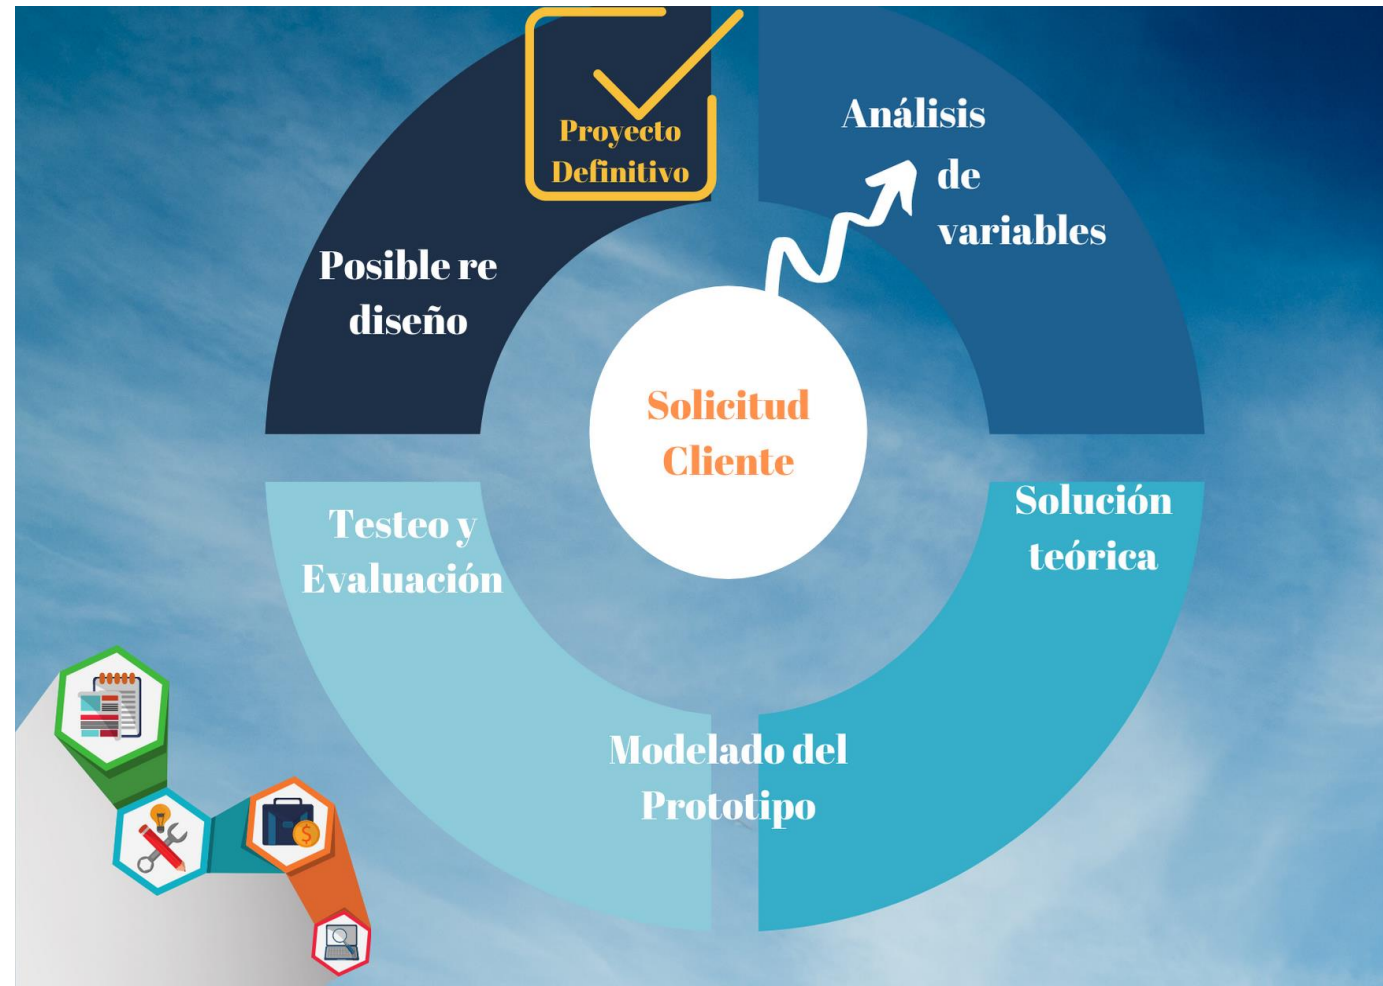 Proyecto
Definitivo
Análisis
de
variables
Posible re
diseño
Solicitud
Cliente
Solución
teórica
Testeo y
Evaluación
Modelado del
Prototipo
$